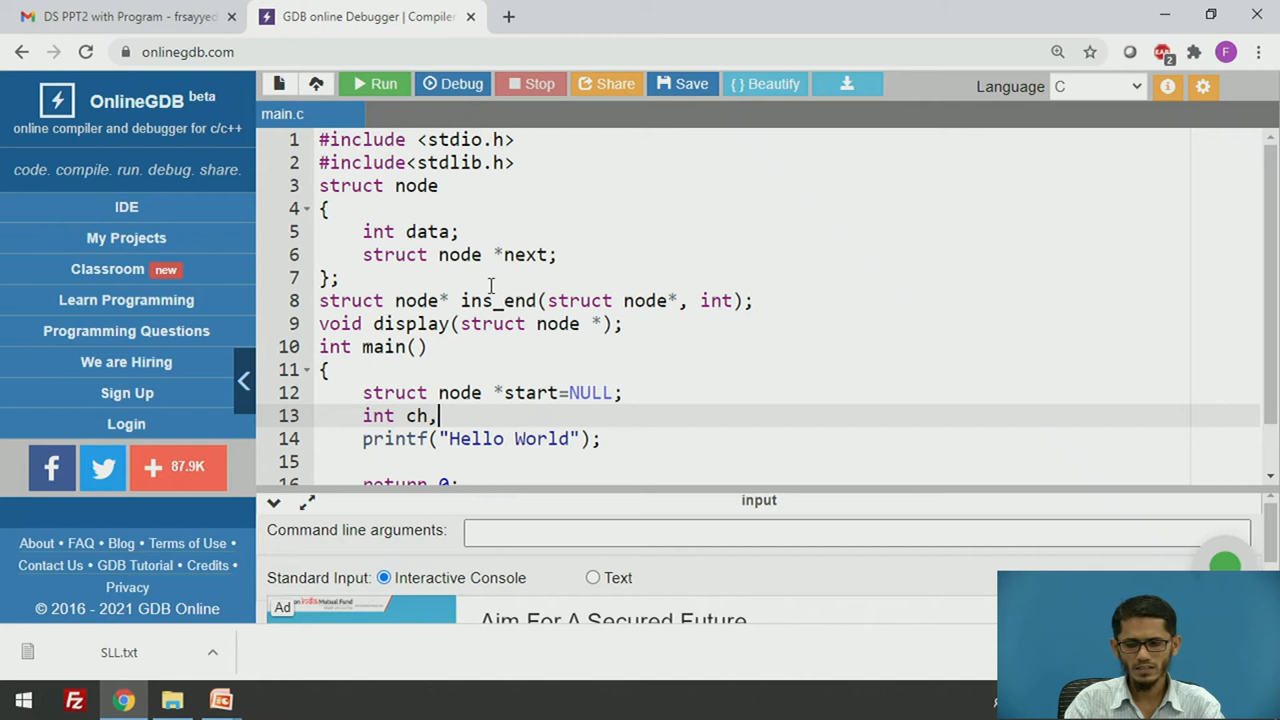 DS PPT2 with Program - frsayyed
GDB online Debugger | Compiler
onlinegdb.com
2
F
OnlineGDB beta
online compiler and debugger for c/c++
code. compile. run. debug. share.
IDE
My Projects
Classroom new
Learn Programming
Programming Questions
We are Hiring
Sign Up
Login
87.9K
About • FAQ • Blog • Terms of Use •
Contact Us • GDB Tutorial • Credits •
Privacy
© 2016 - 2021 GDB Online
Run Debug Stop Share Save { } Beautify Language C
main.c
1 #include <stdio.h>
2 #include<stdlib.h>
3 struct node
4 {
5 int data;
6 struct node *next;
7 };
8 struct node* ins_end(struct node*, int);
9 void display(struct node *);
10 int main()
11 {
12 struct node *start=NULL;
13 int ch,
14 printf("Hello World");
15
16 return 0;
input
Command line arguments:
Standard Input: Interactive Console Text
Ad
Mutual Fund
Aim For A Secured Future
SLL.txt